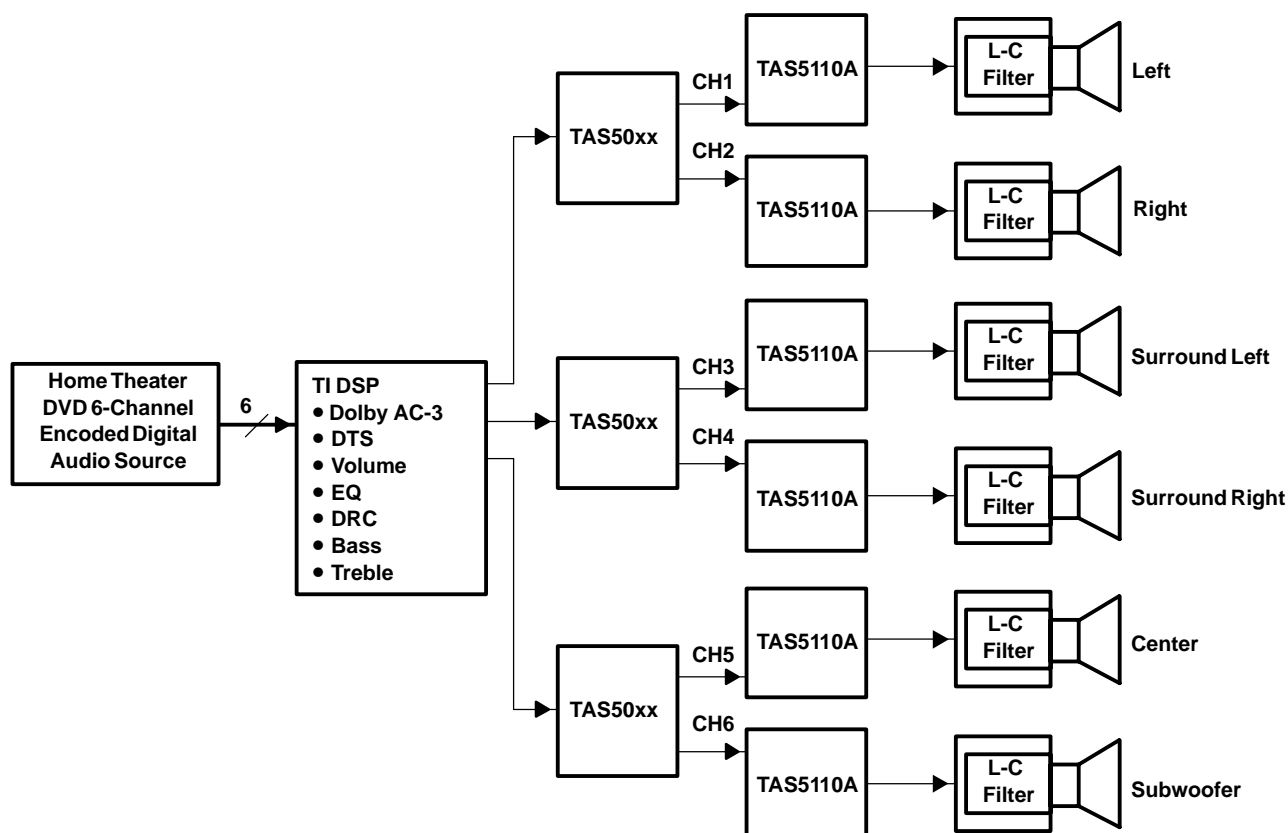 Home Theater
DVD 6-Channel
Encoded Digital
Audio Source
6
TI DSP
• Dolby AC-3
• DTS
• Volume
• EQ
• DRC
• Bass
• Treble
TAS50xx
CH1
CH2
TAS5110A
L-C
Filter
Left
TAS5110A
L-C
Filter
Right
TAS50xx
CH3
CH4
TAS5110A
L-C
Filter
Surround Left
TAS5110A
L-C
Filter
Surround Right
TAS50xx
CH5
CH6
TAS5110A
L-C
Filter
Center
TAS5110A
L-C
Filter
Subwoofer